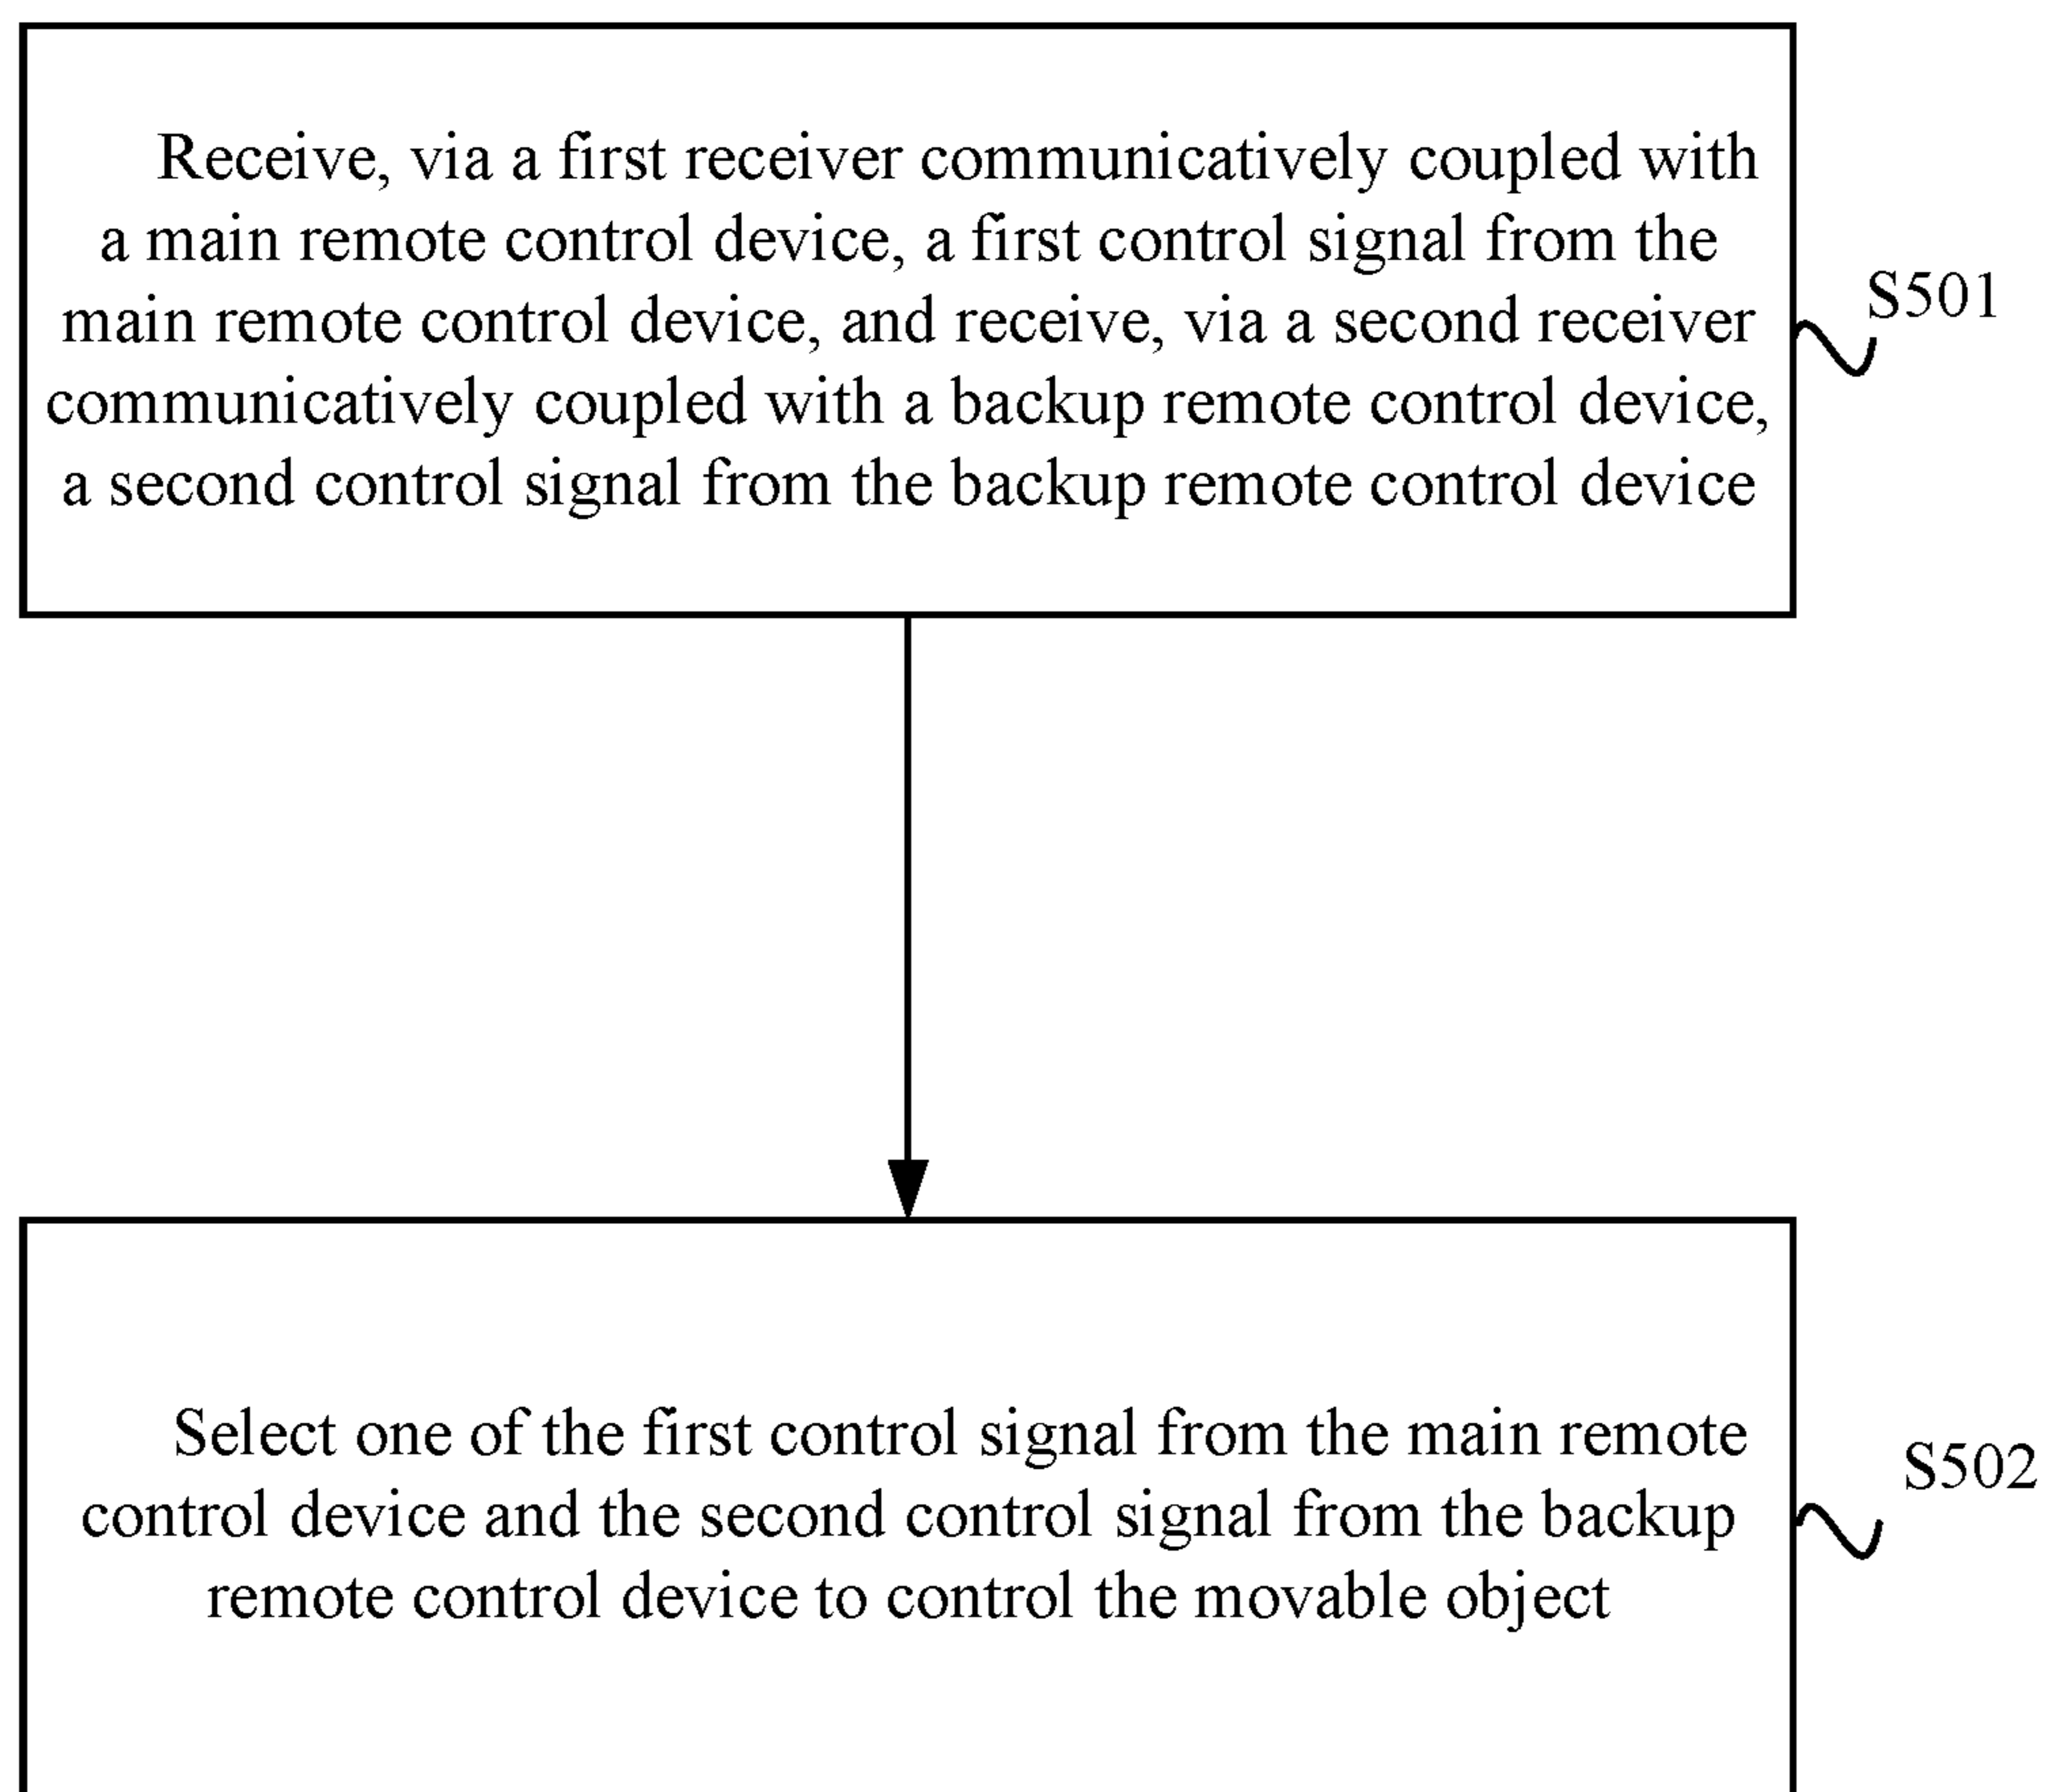 Receive, via a first receiver communicatively coupled with
a main remote control device, a first control signal from the
main remote control device, and receive, via a second receiver
communicatively coupled with a backup remote control device,
a second control signal from the backup remote control device
S501
Select one of the first control signal from the main remote
control device and the second control signal from the backup
remote control device to control the movable object
S502